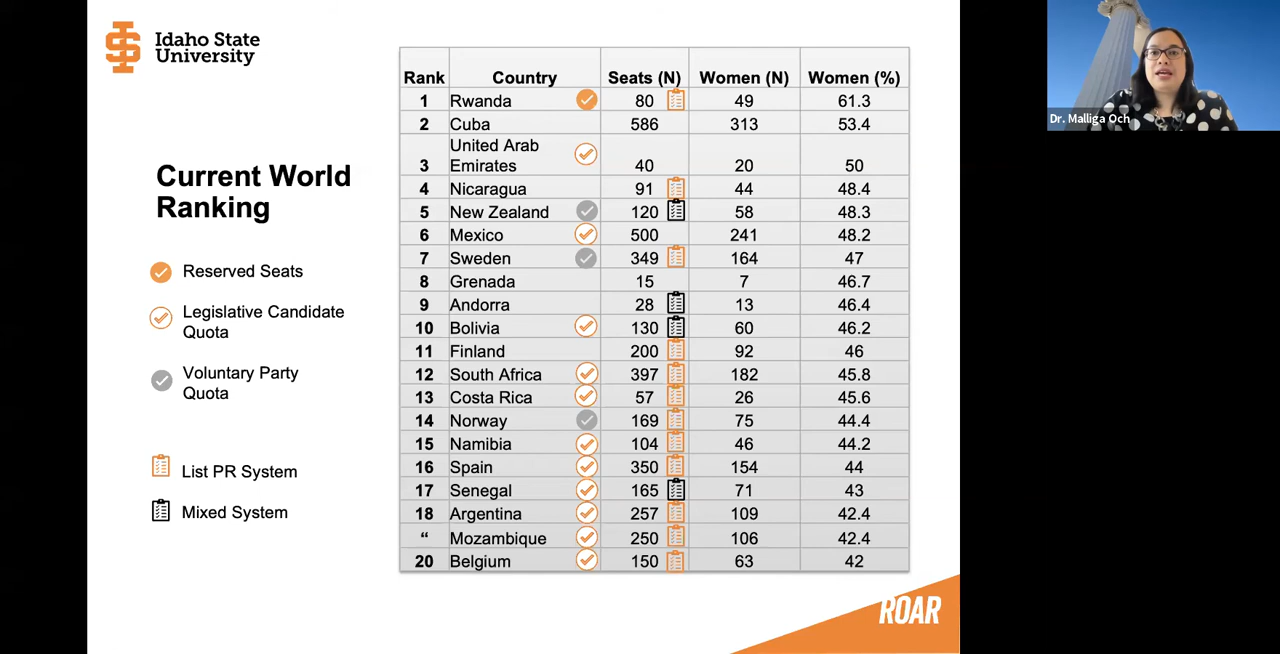 Idaho State
University
Current World
Ranking
Reserved Seats
Legislative Candidate
Quota
Voluntary Party
Quota
List PR System
Mixed System
Rank Country Seats (N) Women (N) Women (%)
1 Rwanda 80 49 61.3
2 Cuba 586 313 53.4
United Arab
3 Emirates 40 20 50
4 Nicaragua 91 44 48.4
5 New Zealand 120 58 48.3
6 Mexico 500 241 48.2
7 Sweden 349 164 47
8 Grenada 15 7 46.7
9 Andorra 28 13 46.4
10 Bolivia 130 60 46.2
11 Finland 200 92 46
12 South Africa 397 182 45.8
13 Costa Rica 57 26 45.6
14 Norway 169 75 44.4
15 Namibia 104 46 44.2
16 Spain 350 154 44
17 Senegal 165 71 43
18 Argentina 257 109 42.4
“ Mozambique 250 106 42.4
20 Belgium 150 63 42
ROAR
Dr. Malliga Och